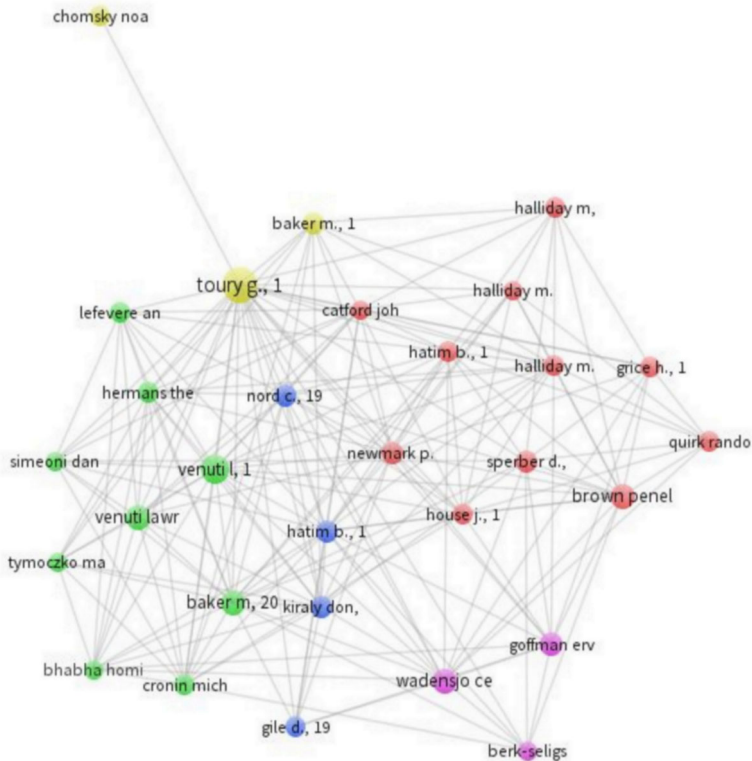 chomsky noa
halliday m,
baker m., 1
toury g., 1
halliday m.
lefevere an
catford joh
hatim b., 1
halliday m.
grice h., 1
hermans the
nord c., 19
quirk rando
newmark p.
simeoni dan
sperber d.,
venuti l, 1
brown penel
venuti lawr
house j., 1
hatim b., 1
tymoczko ma
baker m, 20
kiraly don,
goffman erv
bhabha homi
wadensjo ce
cronin mich
gile d., 19
berk-seligs